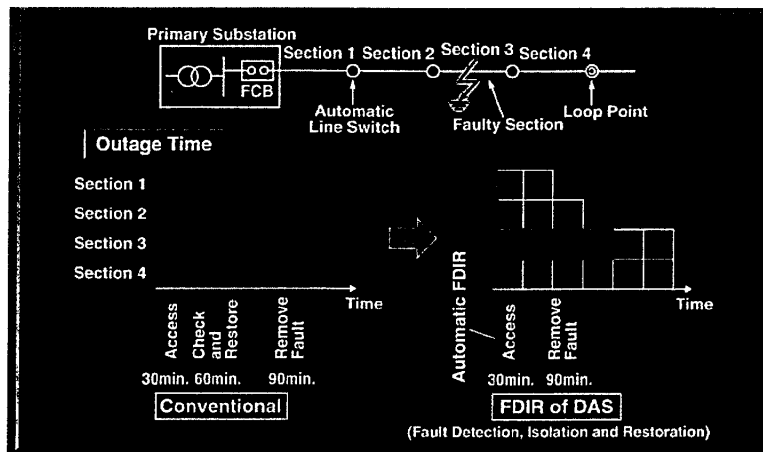 Primary Substation
Section 1 Section 2 Section 3 Section 4
FCB
Automatic
Line Switch
Faulty Section
Loop Point
Outage Time
Section 1
Section 2
Section 3
Section 4
Time
Time
Access
Check
and
Restore
Remove
Fault
30min. 60min. 90min.
Conventional
Automatic FDIR
Access
Remove
Fault
30min. 90min.
FDIR of DAS
(Fault Detection, Isolation and Restoration)